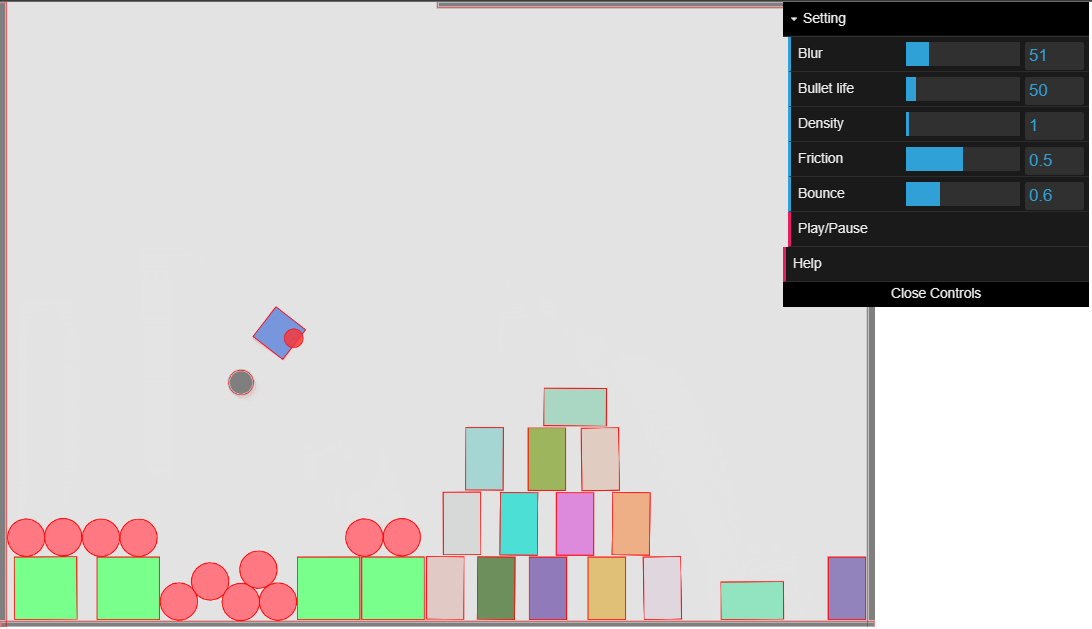 Setting
Blur 51
Bullet life 50
Density 1
Friction 0.5
Bounce 0.6
Play/Pause
Help
Close Controls